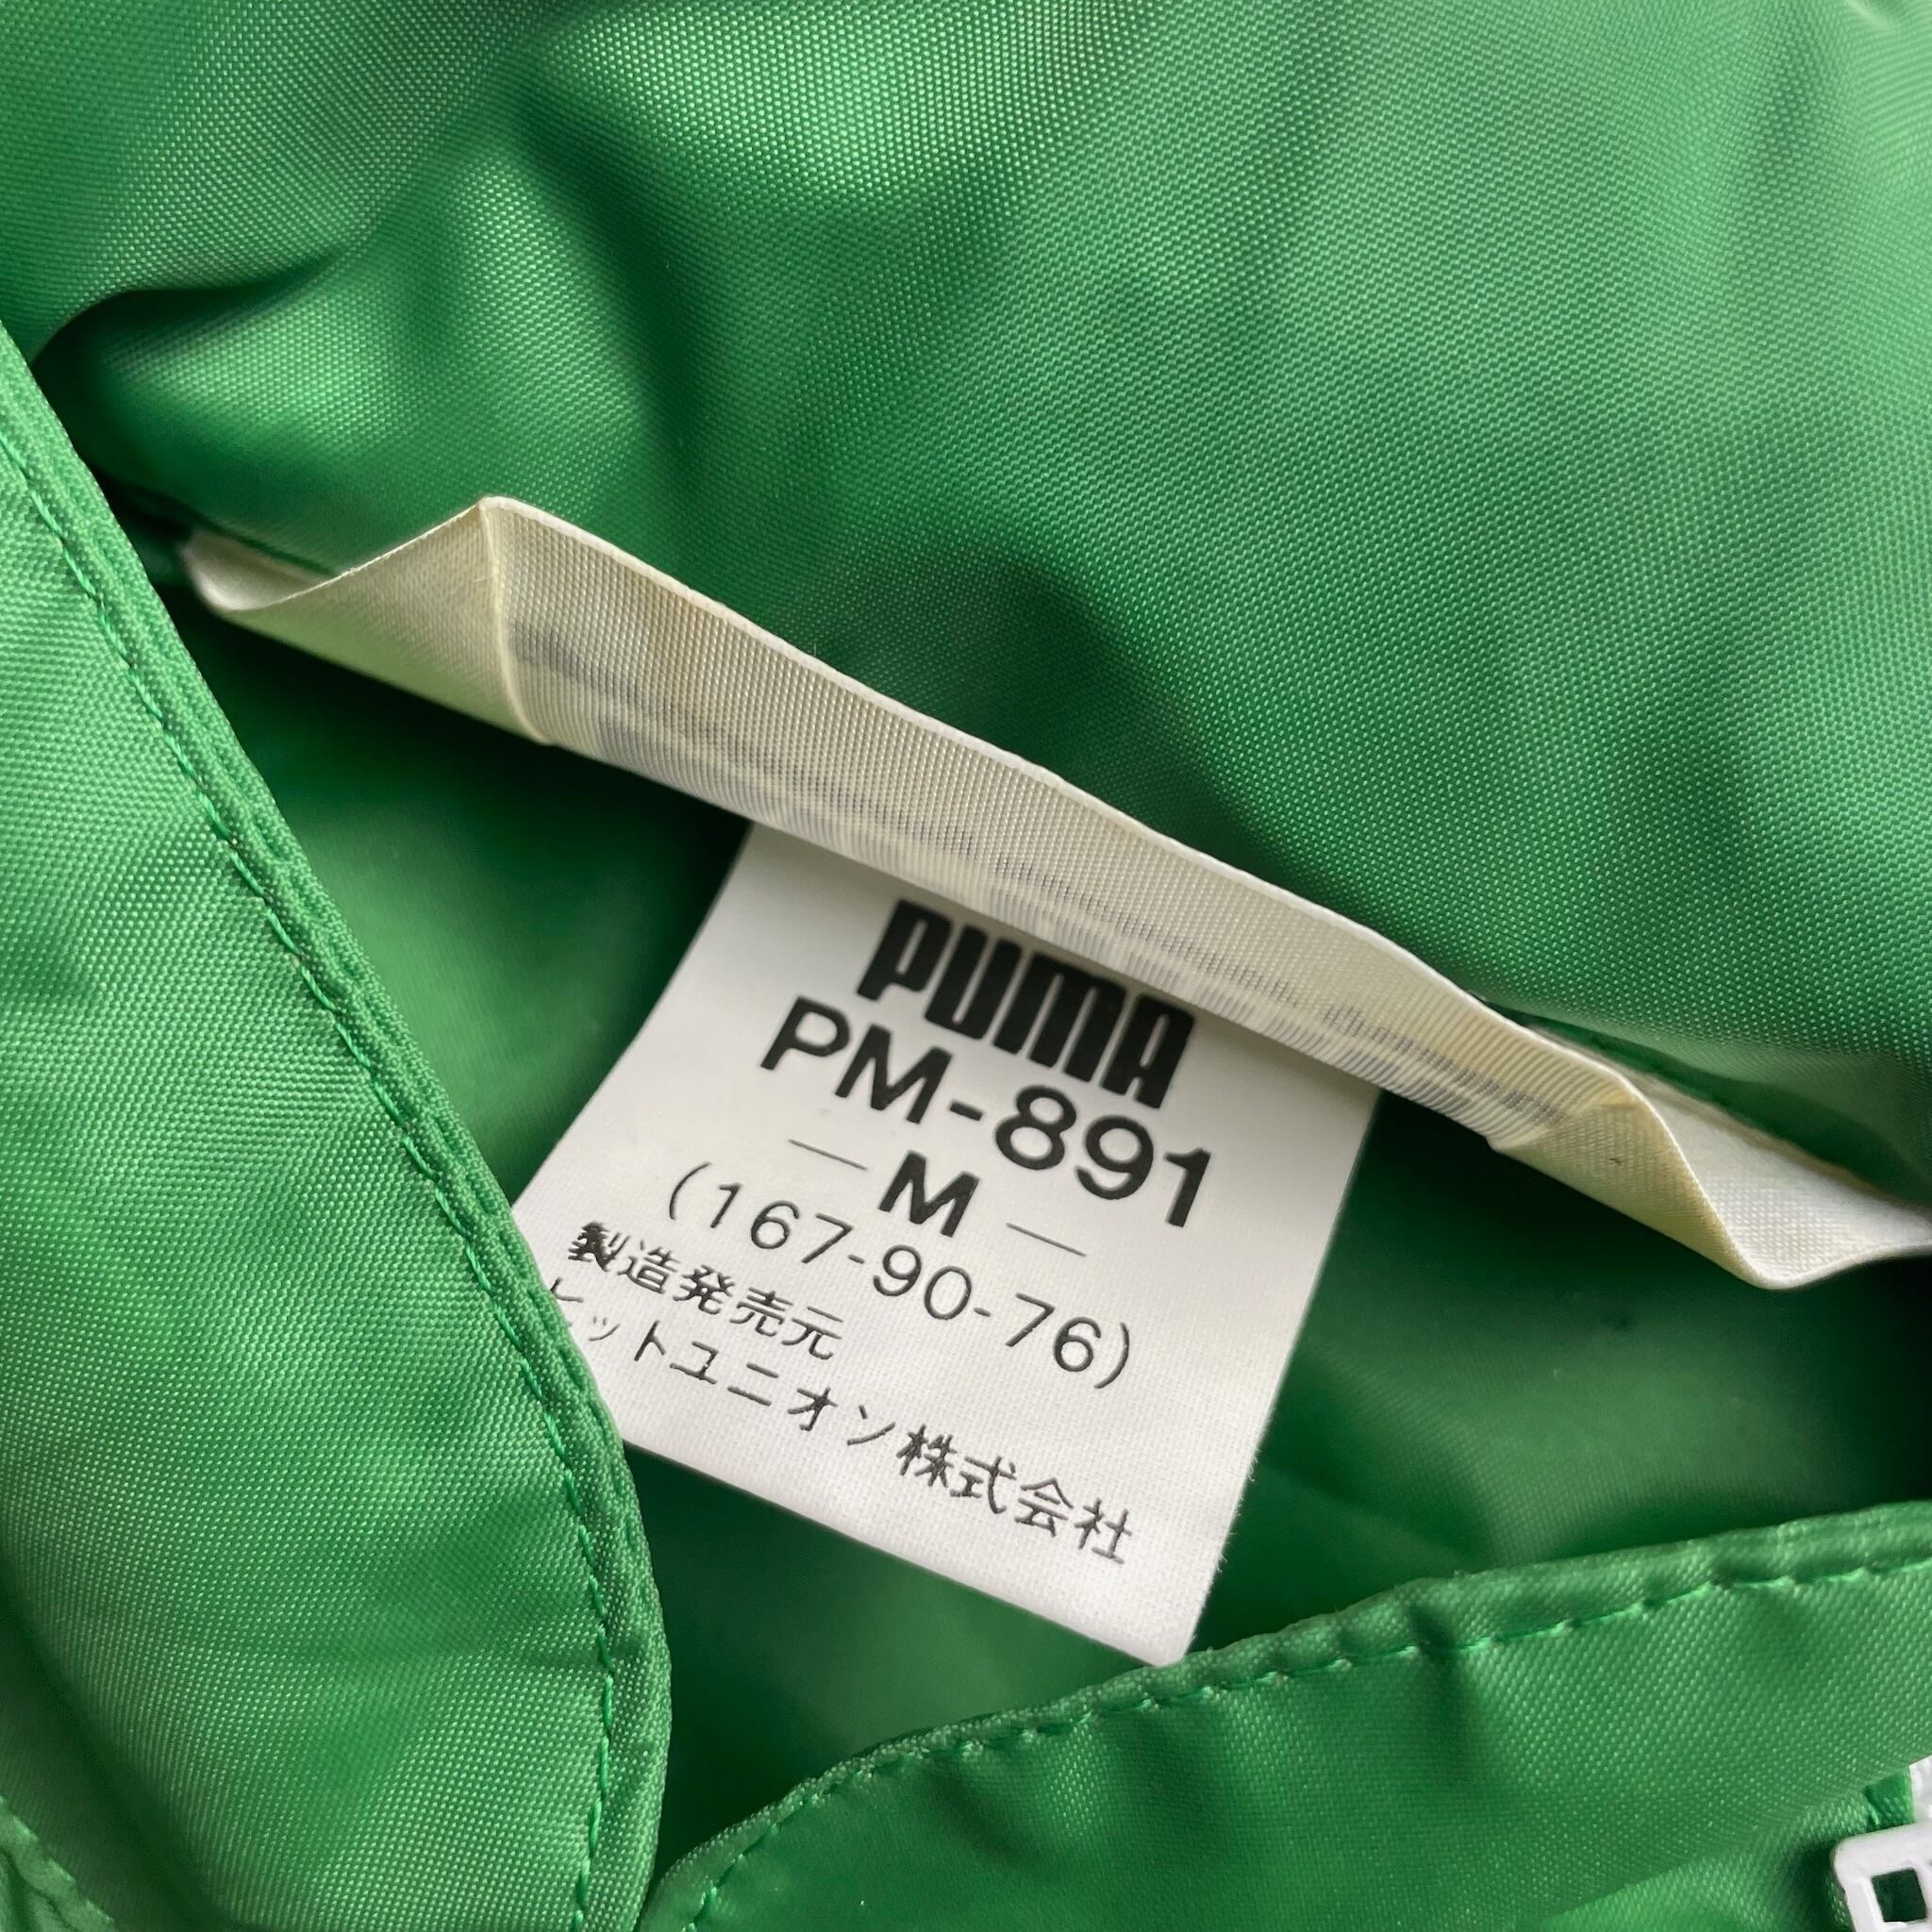 PUMA
PM-891
—M—
(167-90-76)
製造発売元
ヒットユニオン株式会社